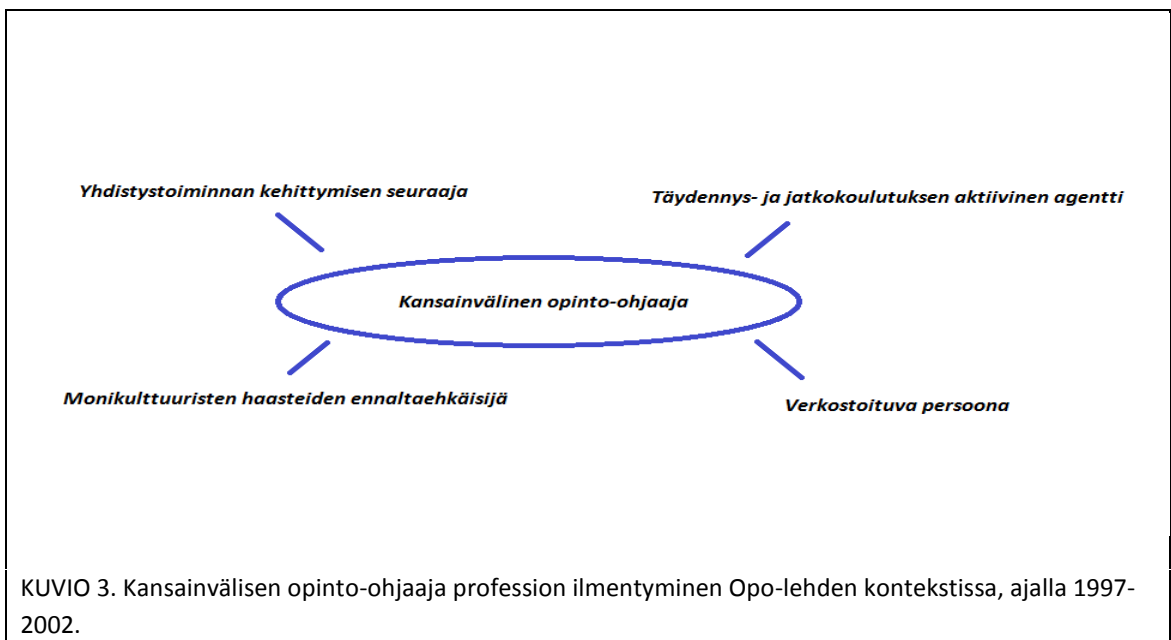 Yhdistystoiminnan kehittymisen seuraaja
Täydennys- ja jatkokoulutuksen aktiivinen agentti
Kansainvälinen opinto-ohjaaja
Monikulttuuristen haasteiden ennaltaehkäisijä
Verkostoituva persoona
KUVIO 3. Kansainvälisen opinto-ohjaaja profession ilmentyminen Opo-lehden kontekstissa, ajalla 1997-
2002.